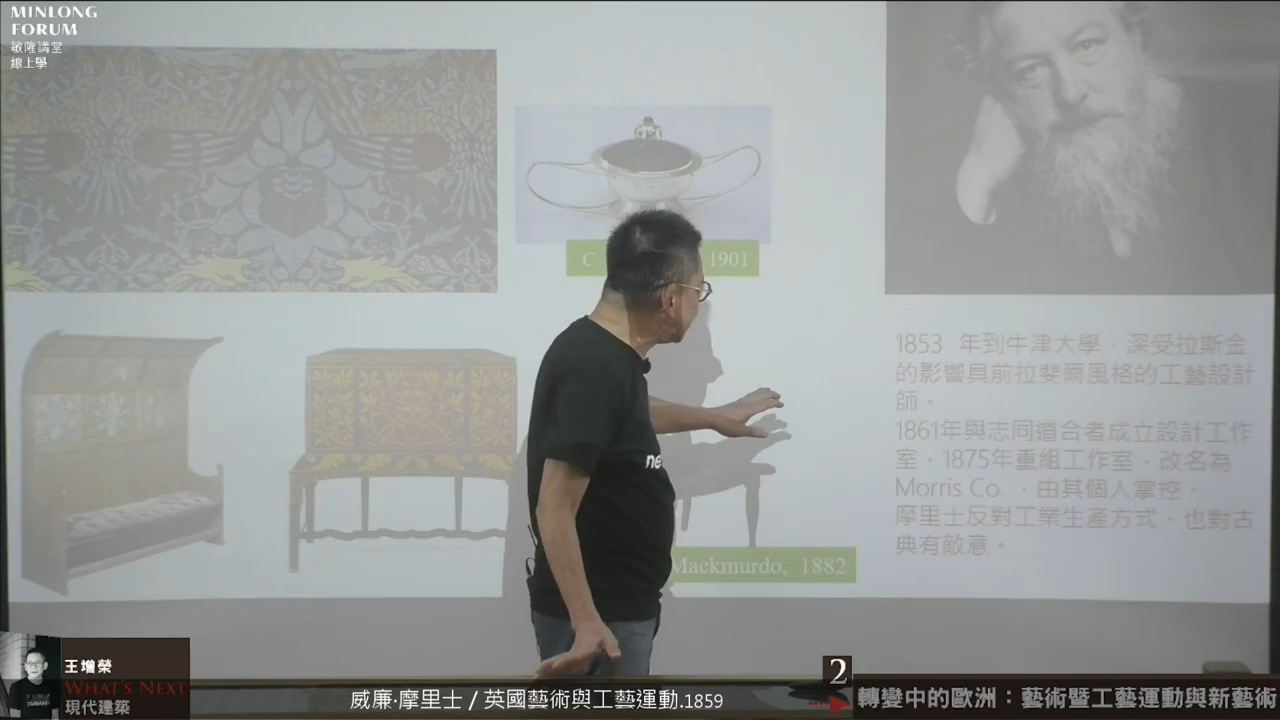 MINLONG
FORUM
敏隆講堂
線上學
C
1901
1853 年到牛津大學，深受拉斯金
的影響具前拉斐爾風格的工藝設計
師。
1861年與志同道合者成立設計工作
室，1875年重組工作室，改名為
Morris Co. ，由其個人掌控。
摩里士反對工業生產方式，也對古
典有敵意。
ne
Mackmurdo, 1882
王增榮
WHAT'S NEXT
現代建築
威廉·摩里士 / 英國藝術與工藝運動.1859
2
轉變中的歐洲：藝術暨工藝運動與新藝術